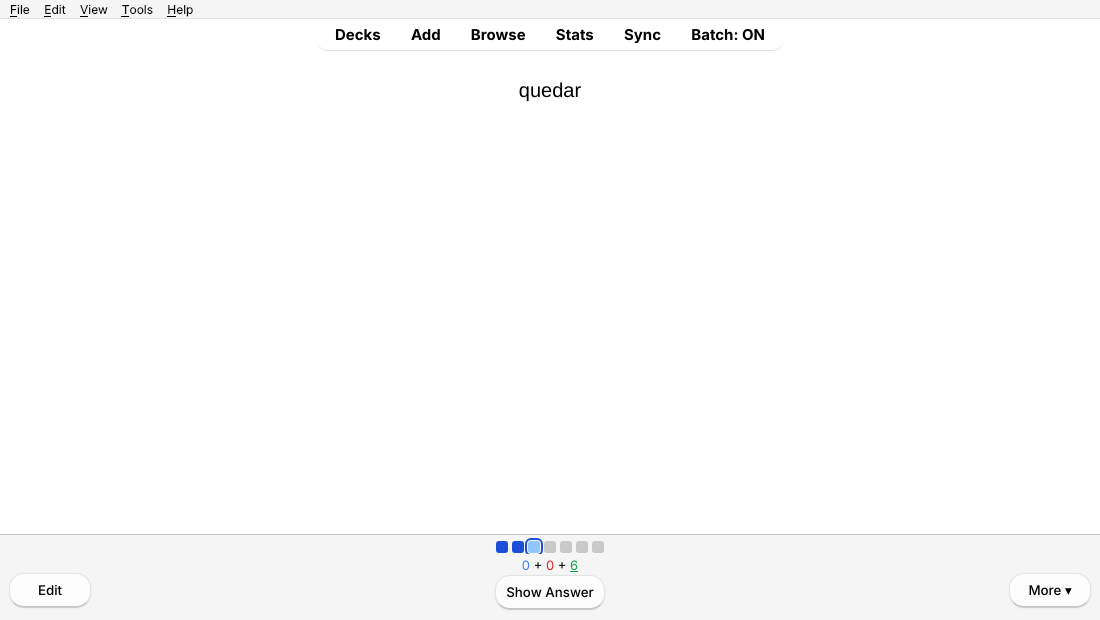 File Edit View Tools Help
Decks Add Browse Stats Sync Batch: ON
quedar
0 + 0 + 6
Edit Show Answer More ▾